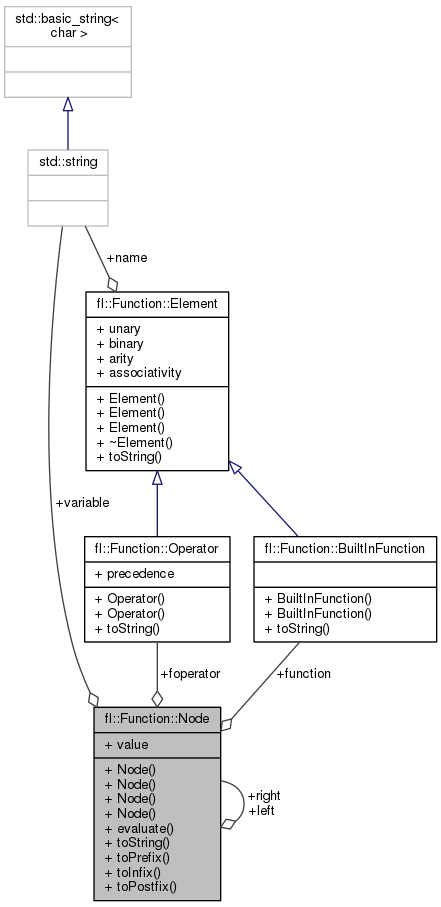 std::basic_string<
char >
std::string
+name
fl::Function::Element
+ unary
+ binary
+ arity
+ associativity
+ Element()
+ Element()
+ Element()
+ ~Element()
+ toString()
+variable
fl::Function::Operator
+ precedence
+ Operator()
+ Operator()
+ toString()
fl::Function::BuiltInFunction
+ BuiltInFunction()
+ BuiltInFunction()
+ toString()
+foperator
+function
fl::Function::Node
+ value
+ Node()
+ Node()
+ Node()
+ Node()
+ evaluate()
+ toString()
+ toPrefix()
+ toInfix()
+ toPostfix()
+right
+left